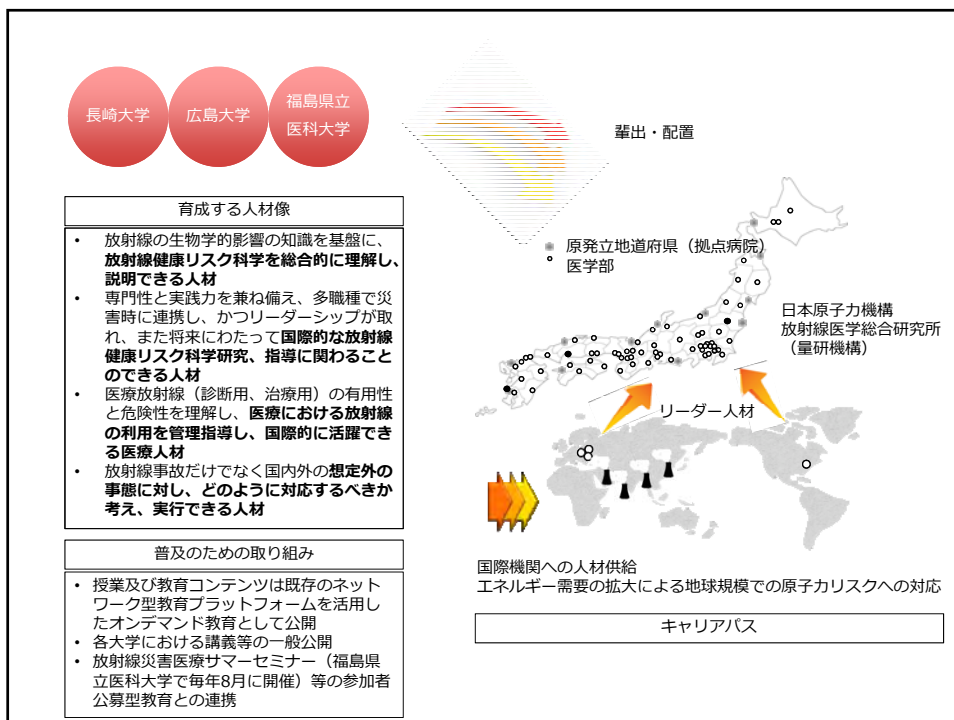 長崎大学
広島大学
福島県立
医科大学
輩出・配置
育成する人材像
• 放射線の生物学的影響の知識を基盤に、
放射線健康リスク科学を総合的に理解し、
説明できる人材
• 専門性と実践力を兼ね備え、多職種で災
害時に連携し、かつリーダーシップが取
れ、また将来にわたって国際的な放射線
健康リスク科学研究、指導に関わること
のできる人材
• 医療放射線（診断用、治療用）の有用性
と危険性を理解し、医療における放射線
の利用を管理指導し、国際的に活躍でき
る医療人材
• 放射線事故だけでなく国内外の想定外の
事態に対し、どのように対応するべきか
考え、実行できる人材
普及のための取り組み
• 授業及び教育コンテンツは既存のネット
ワーク型教育プラットフォームを活用し
たオンデマンド教育として公開
• 各大学における講義等の一般公開
• 放射線災害医療サマーセミナー（福島県
立医科大学で毎年8月に開催）等の参加者
公募型教育との連携
原発立地道府県（拠点病院）
医学部
日本原子力機構
放射線医学総合研究所
（量研機構）
リーダー人材
国際機関への人材供給
エネルギー需要の拡大による地球規模での原子力リスクへの対応
キャリアパス